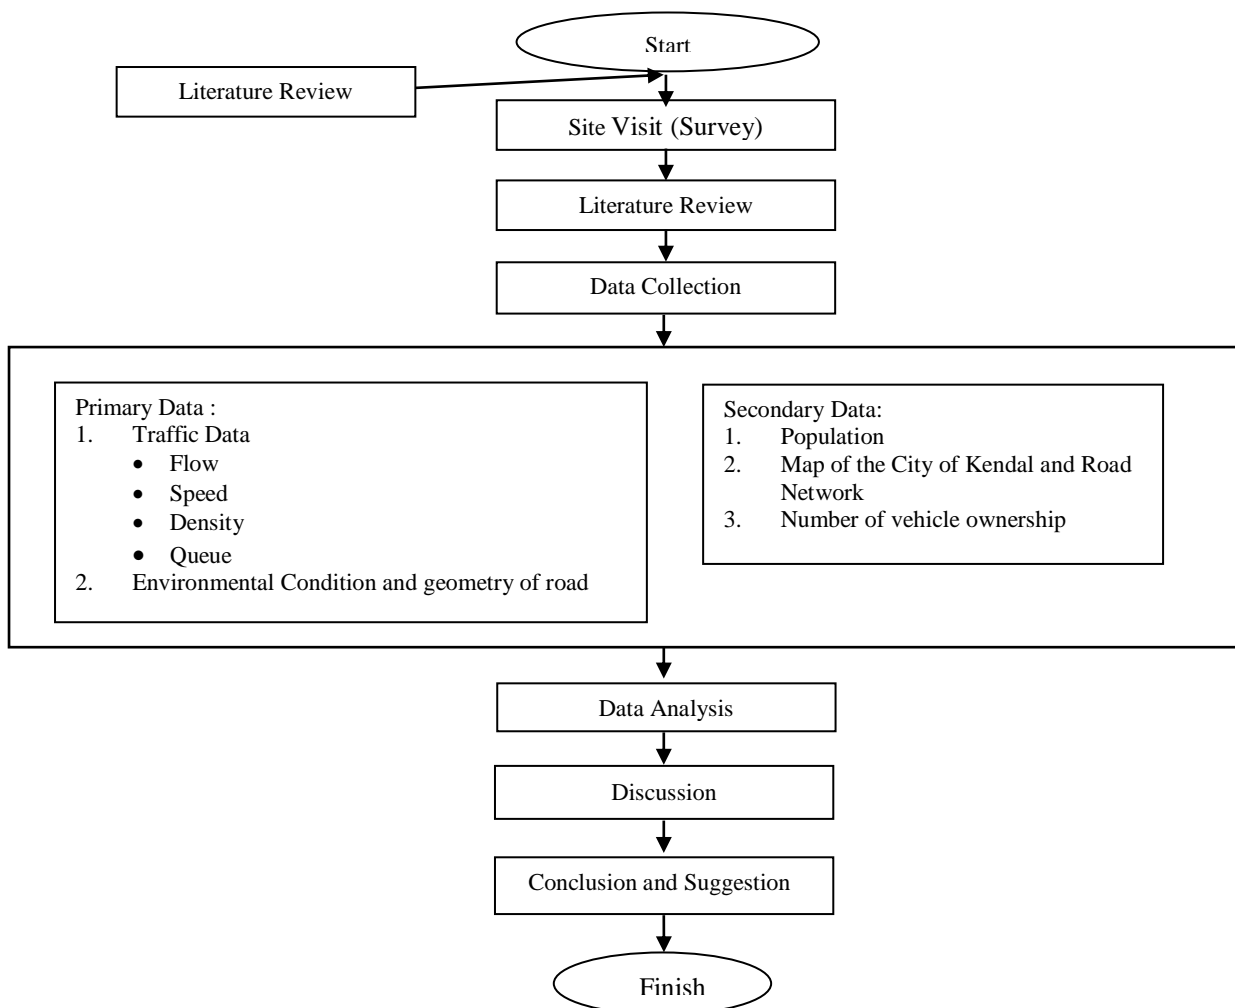 Start
Literature Review
Site Visit (Survey)
Literature Review
Data Collection
Primary Data :
1. Traffic Data
• Flow
• Speed
• Density
• Queue
2. Environmental Condition and geometry of road
Secondary Data:
1. Population
2. Map of the City of Kendal and Road
Network
3. Number of vehicle ownership
Data Analysis
Discussion
Conclusion and Suggestion
Finish